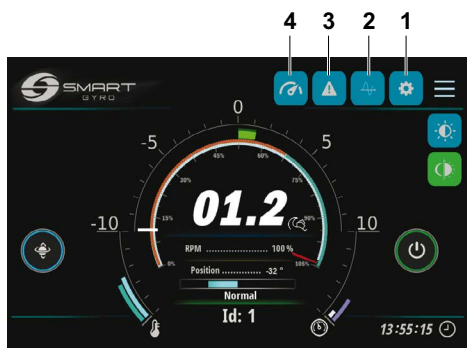 4 3 2 1
SMART
GYRO
0
-5 5
45% 60%
30% 75%
-10 01.2 10
15% 90%
RPM .................. 100 %
0% 106%
Position ............. -32 °
Normal
Id: 1
13:55:15